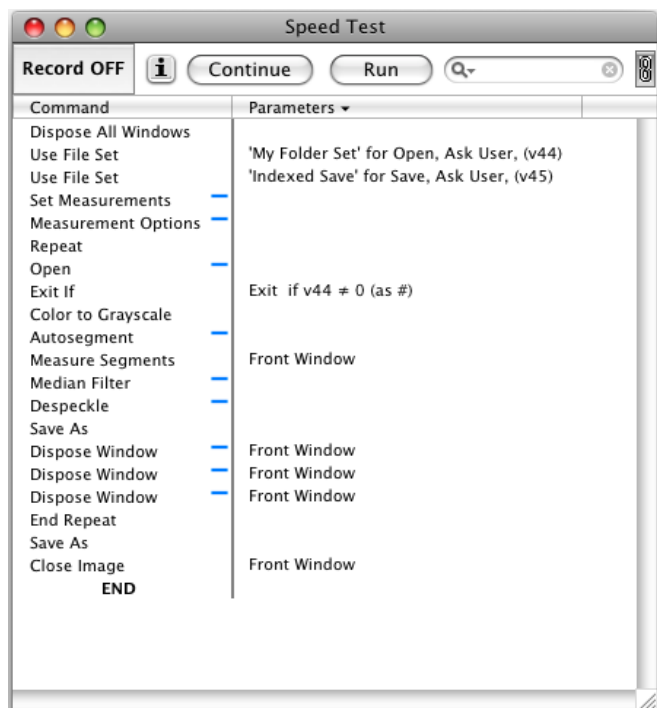 Speed Test
Record OFF Continue Run
Command Parameters
Dispose All Windows
Use File Set 'My Folder Set' for Open, Ask User, (v44)
Use File Set 'Indexed Save' for Save, Ask User, (v45)
Set Measurements
Measurement Options
Repeat
Open
Exit If Exit if v44 ≠ 0 (as #)
Color to Grayscale
Autosegment
Measure Segments Front Window
Median Filter
Despeckle
Save As
Dispose Window Front Window
Dispose Window Front Window
Dispose Window Front Window
End Repeat
Save As
Close Image Front Window
END